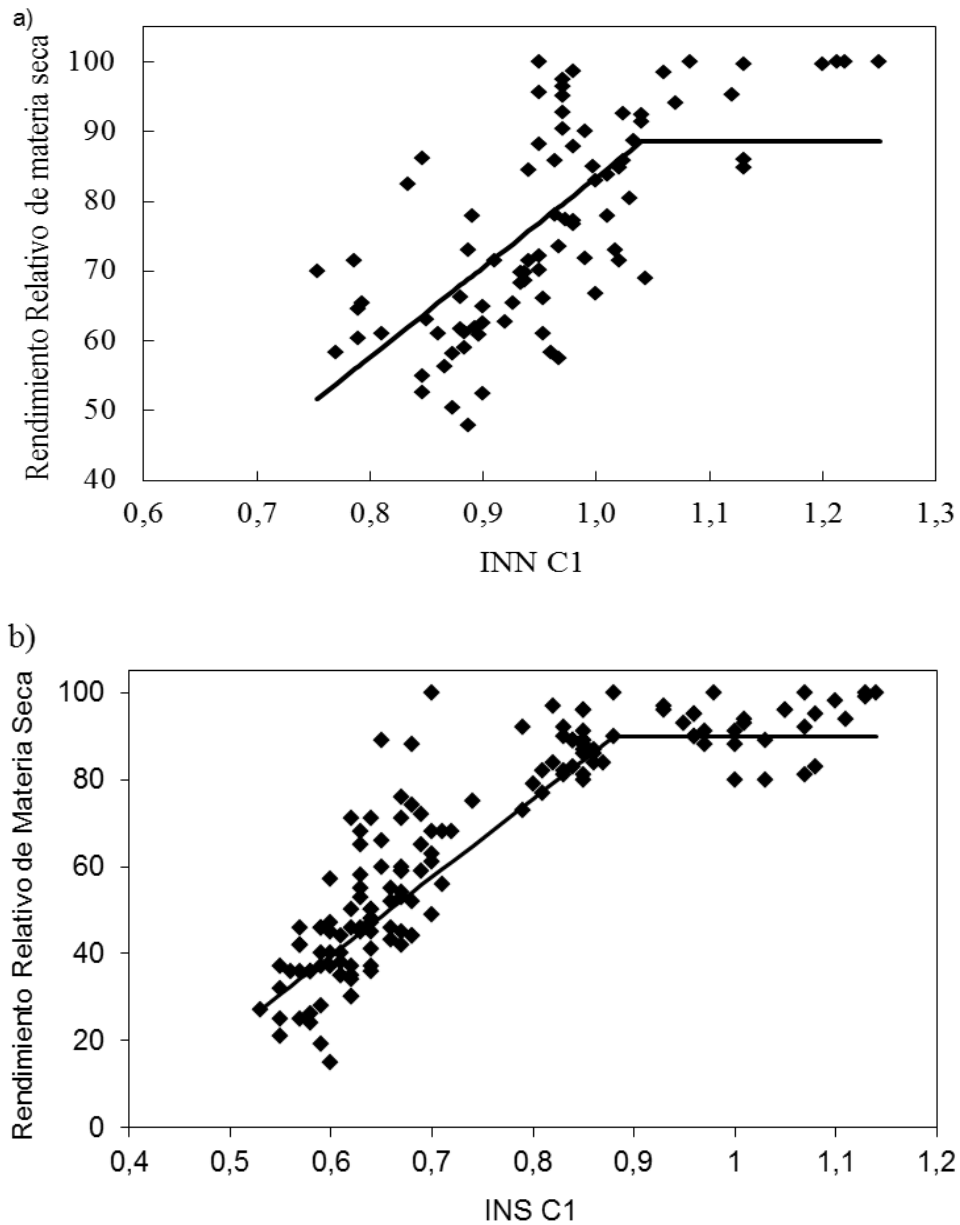 a)
Rendimiento Relativo de materia seca
100
90
80
70
60
50
40
0,6 0,7 0,8 0,9 1,0 1,1 1,2 1,3
INN C1
b)
Rendimiento Relativo de Materia Seca
100
80
60
40
20
0
0,4 0,5 0,6 0,7 0,8 0,9 1 1,1 1,2
INS C1